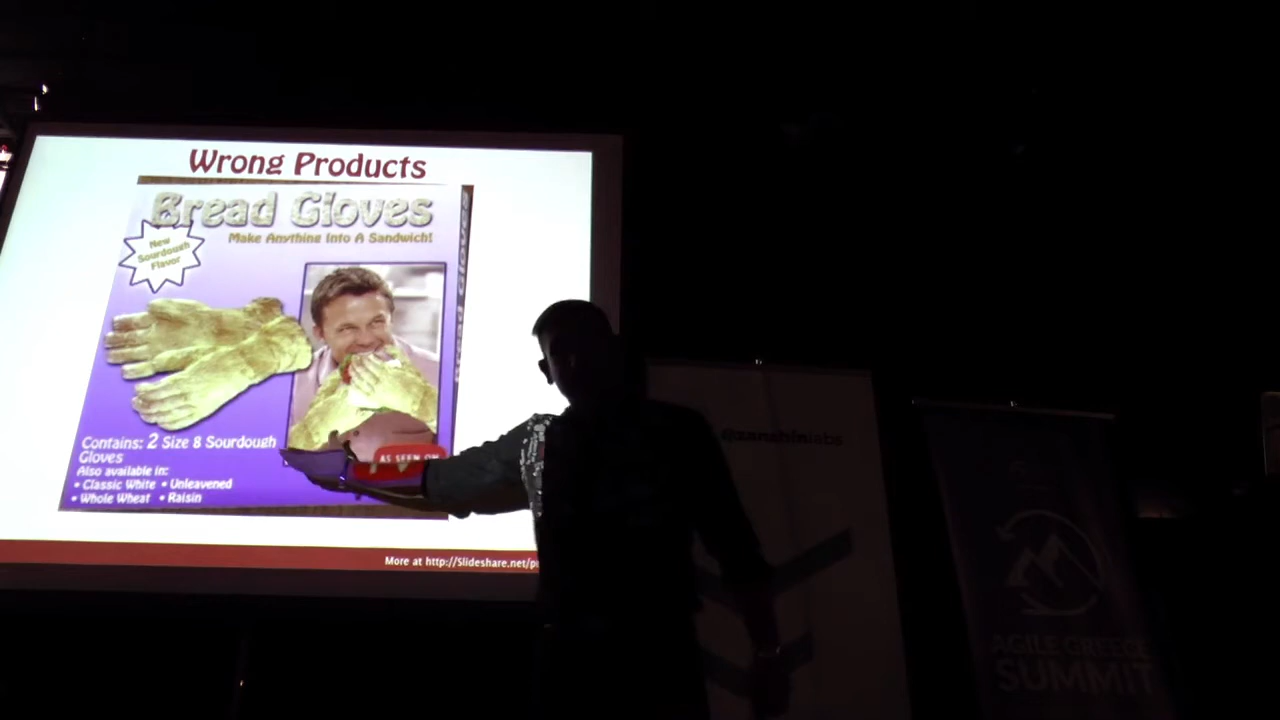 Wrong Products
Bread Gloves
Make Anything Into A Sandwich!
New
Sourdough
Flavor
Bread Gloves
Contains: 2 Size 8 Sourdough
Gloves
Also available in:
• Classic White • Unleavened
• Whole Wheat • Raisin
AS SEEN ON
More at http://Slideshare.net/p
@zanshinlabs
AGILE GREECE
SUMMIT